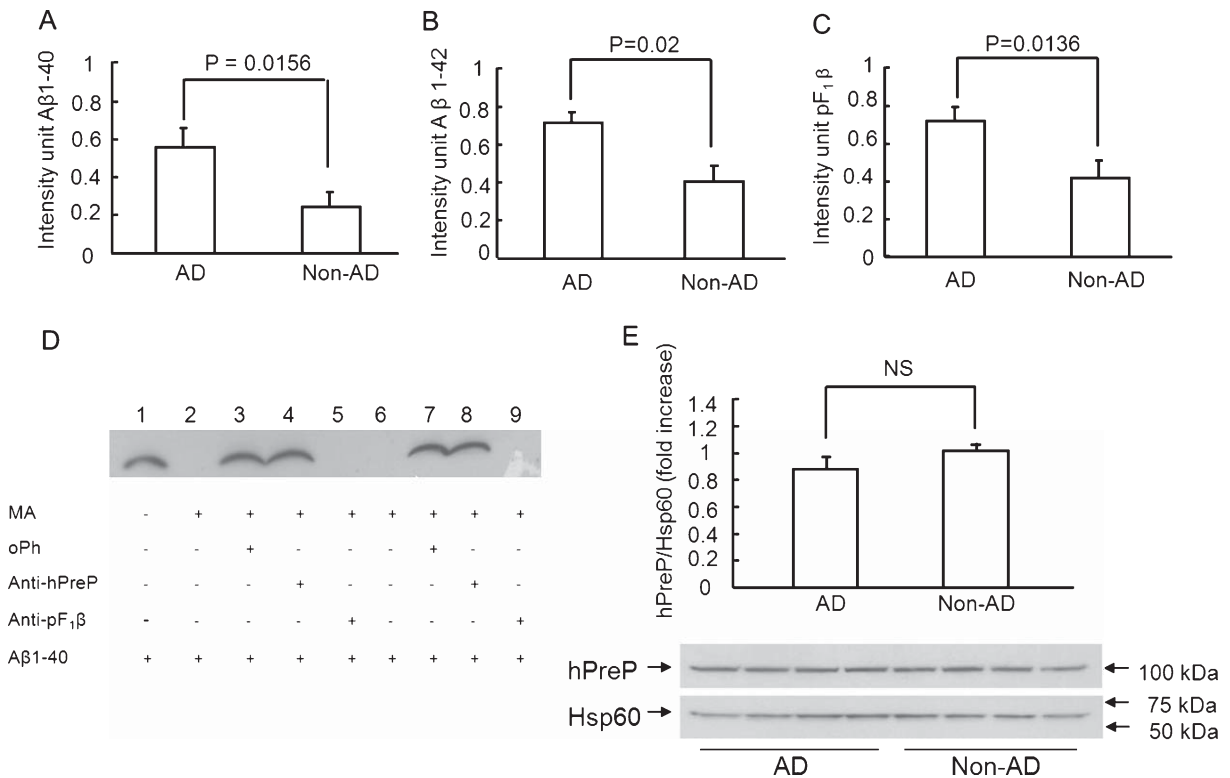 A
P = 0.0156
Intensity unit Aβ1-40
1
0.8
0.6
0.4
0.2
0
AD Non-AD
B
P=0.02
Intensity unit A β 1-42
1
0.8
0.6
0.4
0.2
0
AD Non-AD
C
P=0.0136
Intensity unit pF₁β
1
0.8
0.6
0.4
0.2
0
AD Non-AD
D
1 2 3 4 5 6 7 8 9
MA - + + + + + + + +
oPh - - + - - - + - -
Anti-hPreP - - - + - - - + -
Anti-pF₁β - - - - + - - - +
Aβ1-40 + + + + + + + + +
E
NS
hPreP/Hsp60 (fold increase)
1.4
1.2
1
0.8
0.6
0.4
0.2
0
AD Non-AD
hPreP 100 kDa
75 kDa
Hsp60
50 kDa
AD Non-AD